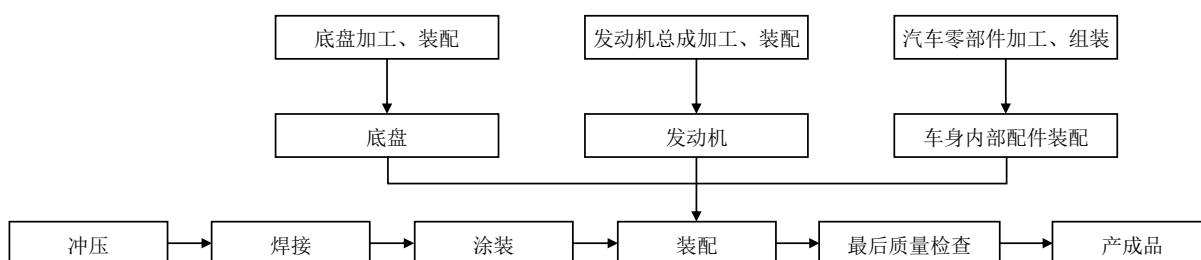 底盘加工、装配
发动机总成加工、装配
汽车零部件加工、组装
底盘
发动机
车身内部配件装配
冲压
焊接
涂装
装配
最后质量检查
产成品